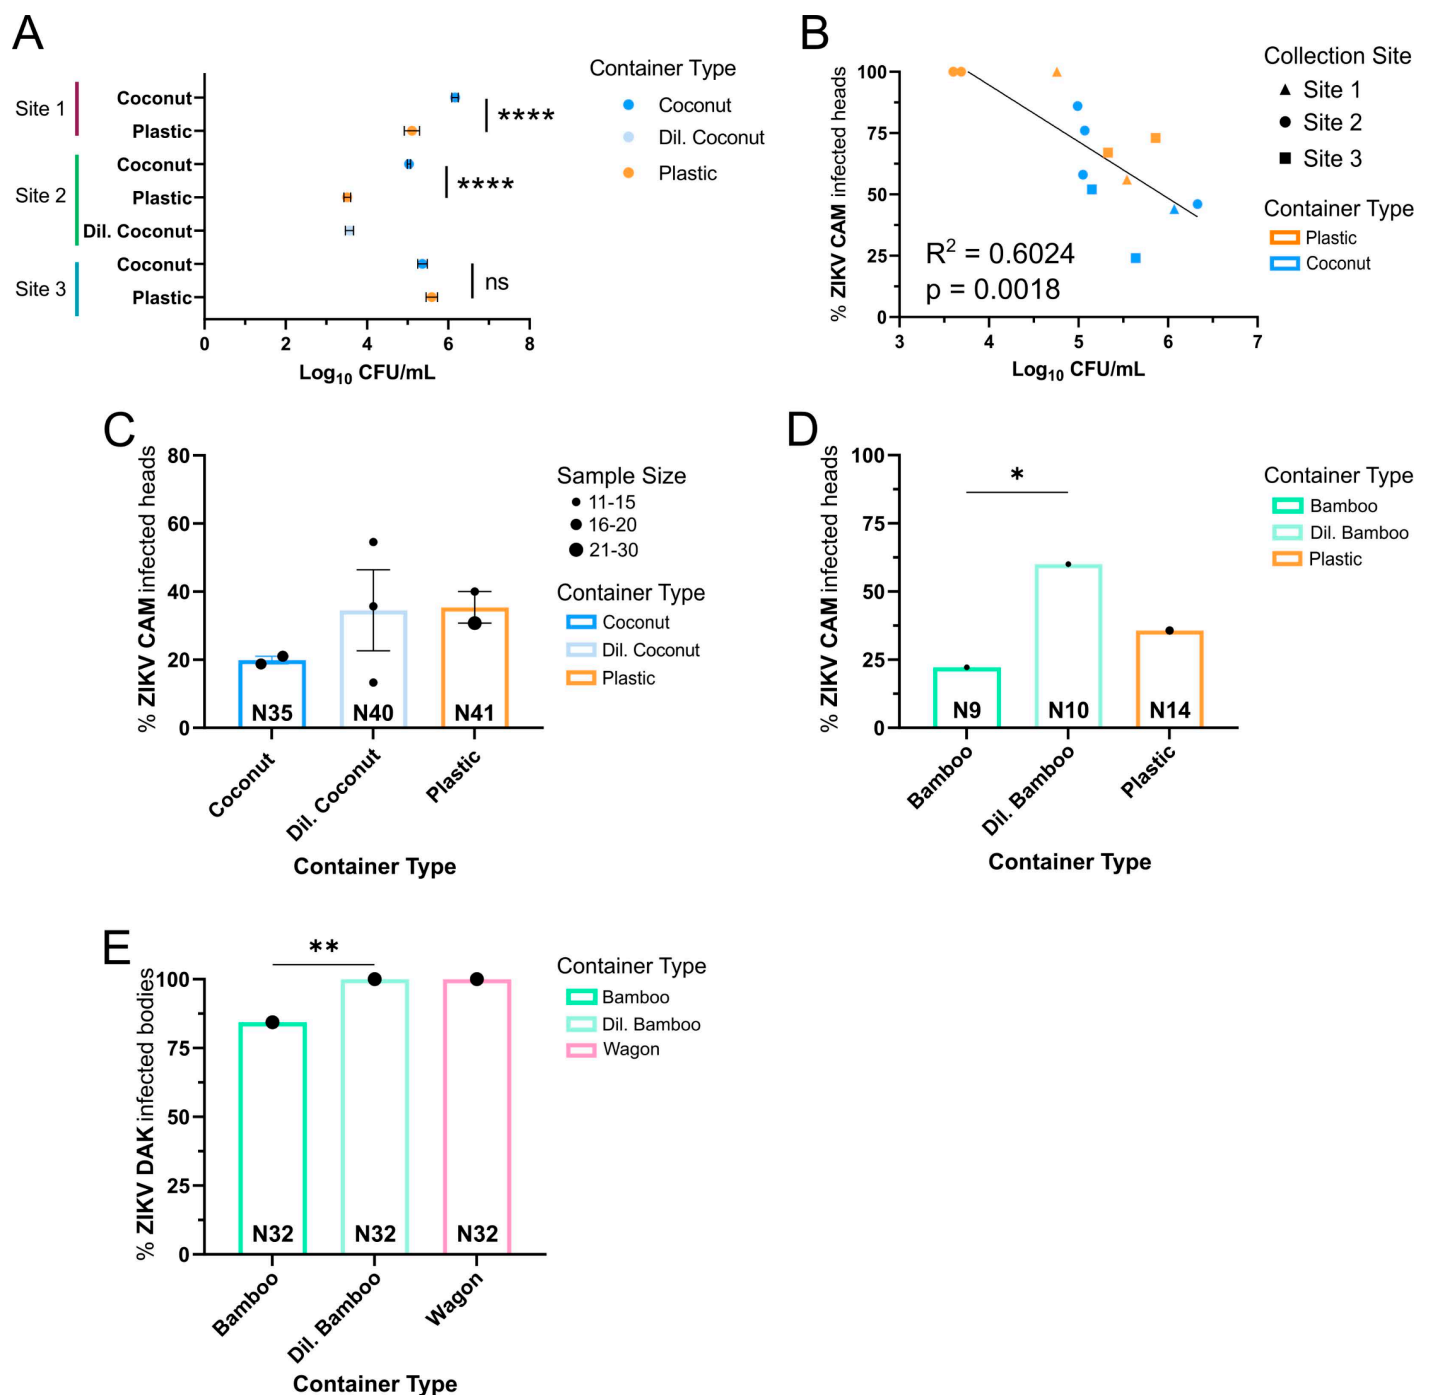 A
Site 1
Site 2
Site 3
Coconut
Plastic
Coconut
Plastic
Dil. Coconut
Coconut
Plastic
****
****
ns
0 2 4 6 8
Log10 CFU/mL
Container Type
Coconut
Dil. Coconut
Plastic
B
% ZIKV CAM infected heads
100
75
50
25
0
R2 = 0.6024
p = 0.0018
3 4 5 6 7
Log10 CFU/mL
Collection Site
Site 1
Site 2
Site 3
Container Type
Plastic
Coconut
C
% ZIKV CAM infected heads
80
60
40
20
0
N35 N40 N41
Coconut
Dil. Coconut
Plastic
Container Type
Sample Size
11-15
16-20
21-30
Container Type
Coconut
Dil. Coconut
Plastic
D
% ZIKV CAM infected heads
100
75
50
25
0
*
N9 N10 N14
Bamboo
Dil. Bamboo
Plastic
Container Type
Container Type
Bamboo
Dil. Bamboo
Plastic
E
% ZIKV DAK infected bodies
100
75
50
25
0
**
N32 N32 N32
Bamboo
Dil. Bamboo
Wagon
Container Type
Container Type
Bamboo
Dil. Bamboo
Wagon